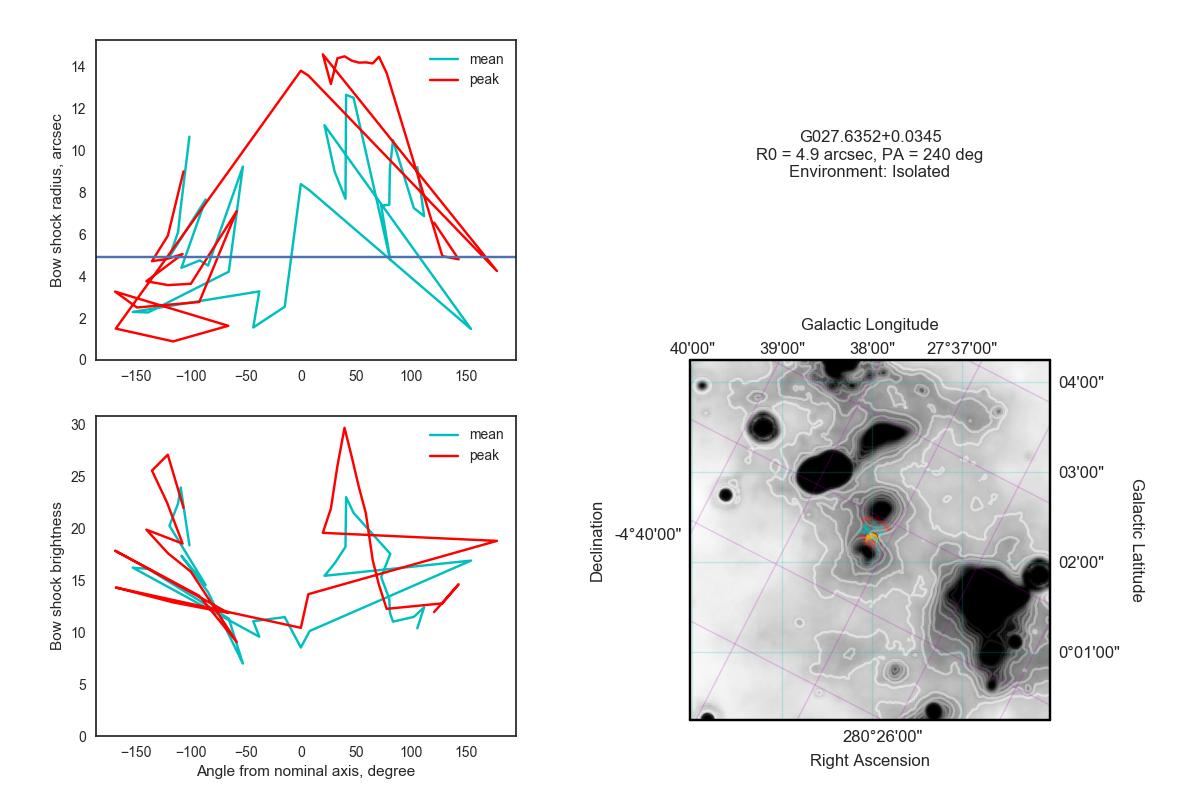 14
12
10
8
6
4
2
0
Bow shock radius, arcsec
mean
peak
−150
−100
−50
0
50
100
150
30
25
20
15
10
5
0
Bow shock brightness
mean
peak
−150
−100
−50
0
50
100
150
Angle from nominal axis, degree
G027.6352+0.0345
R0 = 4.9 arcsec, PA = 240 deg
Environment: Isolated
Galactic Longitude
40'00" 39'00" 38'00" 27°37'00"
04'00"
03'00"
02'00"
0°01'00"
Galactic Latitude
-4°40'00"
Declination
280°26'00"
Right Ascension